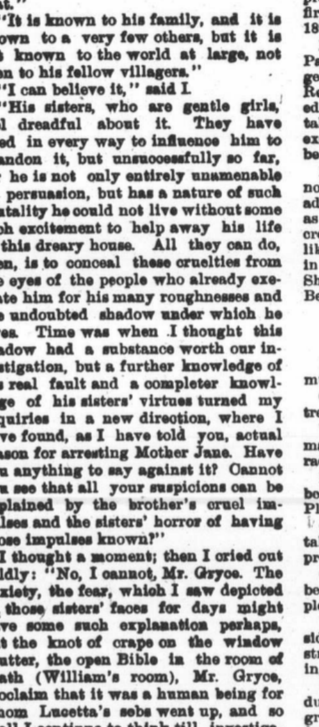 at."
"It is known to his family, and it is
own to a very few others, but it is
t known to the world at large, not
en to his fellow villagers."
"I can believe it," said I.
"His sisters, who are gentle girls,
l dreadful about it. They have
ed in every way to influence him to
andon it, but unsuccessfully so far,
he is not only entirely unamenable
persuasion, but has a nature of such
utality he could not live without some
ch excitement to help away his life
this dreary house. All they can do,
en, is to conceal these cruelties from
e eyes of the people who already exe-
ate him for his many roughnesses and
e undoubted shadow under which he
es. Time was when I thought this
adow had a substance worth our in-
stigation, but a further knowledge of
s real fault and a completer knowl-
ge of his sisters' virtues turned my
quiries in a new direction, where I
ve found, as I have told you, actual
ason for arresting Mother Jane. Have
u anything to say against it? Cannot
u see that all your suspicions can be
plained by the brother's cruel im-
lses and the sisters' horror of having
ose impulses known?"
I thought a moment; then I cried out
ldly: "No, I cannot, Mr. Gryce. The
xiety, the fear, which I saw depicted
those sisters' faces for days might
ve some such explanation perhaps,
t the knot of crape on the window
utter, the open Bible in the room of
ath (William's room), Mr. Gryce,
oclaim that it was a human being for
hom Lucetta's sobs went up, and so